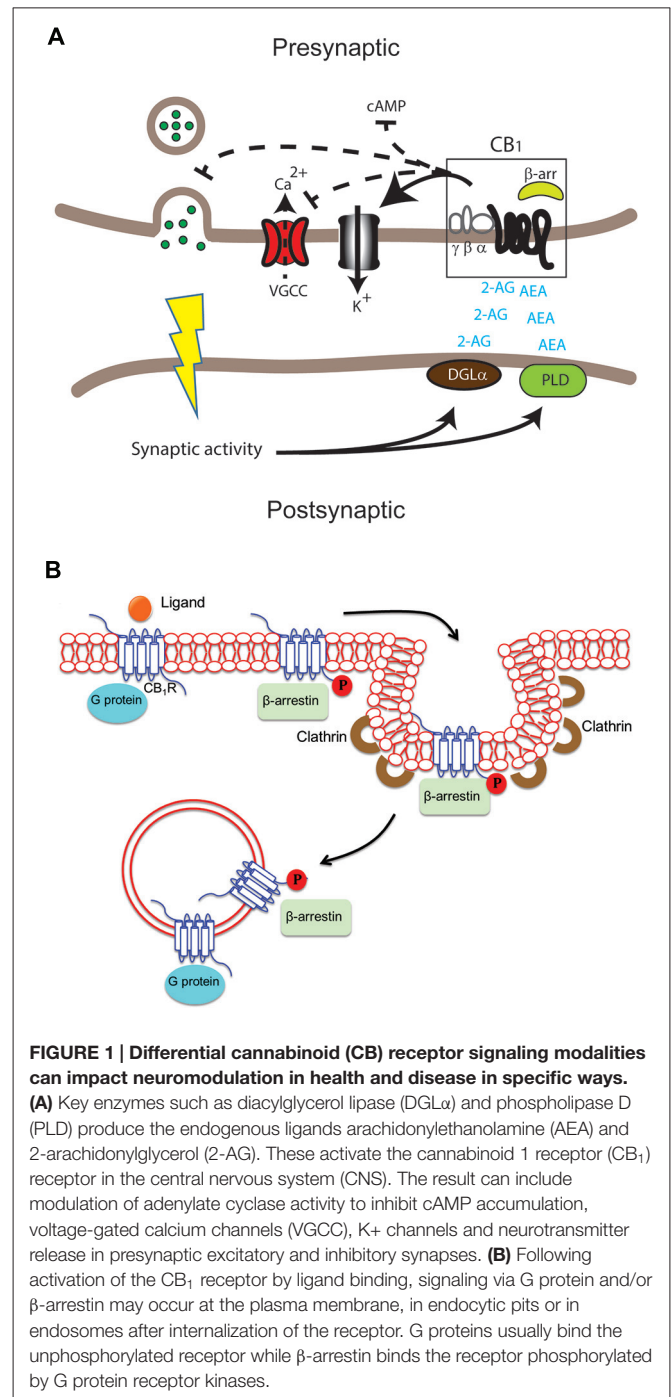 A
Presynaptic
cAMP
CB1
β-arr
Ca2+
γ β α
VGCC
K+
2-AG AEA
2-AG AEA
2-AG AEA
DGLα
PLD
Synaptic activity
Postsynaptic
B
Ligand
CB1R
G protein
β-arrestin
P
Clathrin
Clathrin
β-arrestin
P
P
β-arrestin
G protein
FIGURE 1 | Differential cannabinoid (CB) receptor signaling modalities
can impact neuromodulation in health and disease in specific ways.
(A) Key enzymes such as diacylglycerol lipase (DGLα) and phospholipase D
(PLD) produce the endogenous ligands arachidonylethanolamine (AEA) and
2-arachidonylglycerol (2-AG). These activate the cannabinoid 1 receptor (CB1)
receptor in the central nervous system (CNS). The result can include
modulation of adenylate cyclase activity to inhibit cAMP accumulation,
voltage-gated calcium channels (VGCC), K+ channels and neurotransmitter
release in presynaptic excitatory and inhibitory synapses. (B) Following
activation of the CB1 receptor by ligand binding, signaling via G protein and/or
β-arrestin may occur at the plasma membrane, in endocytic pits or in
endosomes after internalization of the receptor. G proteins usually bind the
unphosphorylated receptor while β-arrestin binds the receptor phosphorylated
by G protein receptor kinases.